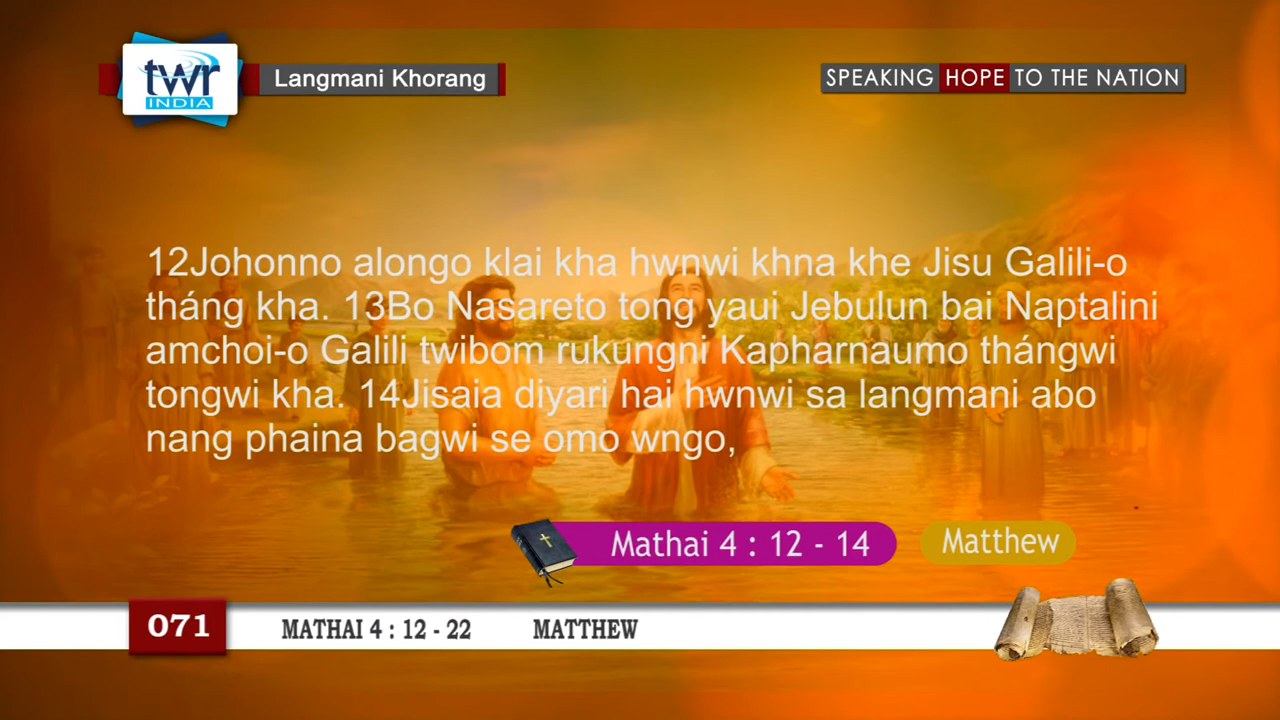 twr
INDIA
Langmani Khorang
SPEAKING HOPE TO THE NATION
12Johonno alongo klai kha hwnwi khna khe Jisu Galili-o
tháng kha. 13Bo Nasareto tong yaui Jebulun bai Naptalini
amchoi-o Galili twibom rukungni Kapharnaumo thángwi
tongwi kha. 14Jisaia diyari hai hwnwi sa langmani abo
nang phaina bagwi se omo wngo,
Mathai 4 : 12 - 14
Matthew
071
MATHAI 4 : 12 - 22
MATTHEW